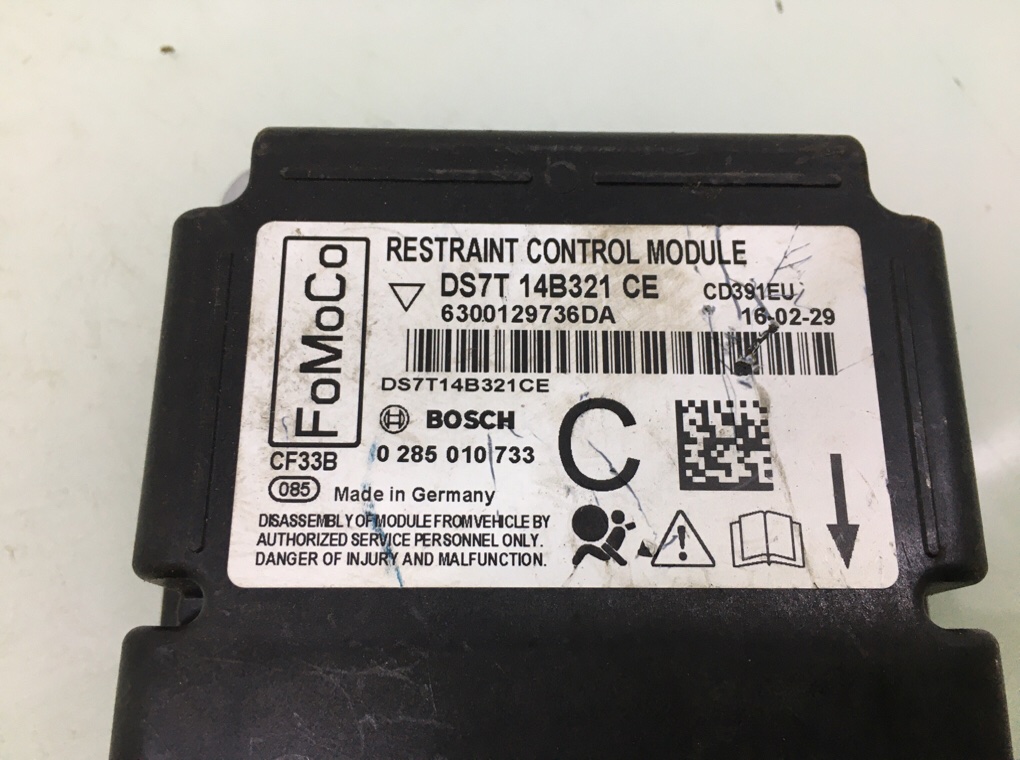 FoMoCo
RESTRAINT CONTROL MODULE
DS7T 14B321 CE CD391EU
6300129736DA 16-02-29
DS7T14B321CE
BOSCH
C
CF33B
0 285 010 733
085 Made in Germany
DISASSEMBLY OF MODULE FROM VEHICLE BY
AUTHORIZED SERVICE PERSONNEL ONLY.
DANGER OF INJURY AND MALFUNCTION.